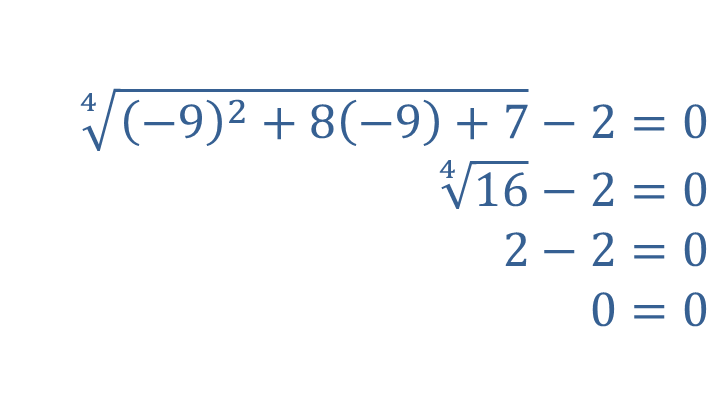 ∜((−9)² + 8(−9) + 7) − 2 = 0
∜16 − 2 = 0
2 − 2 = 0
0 = 0